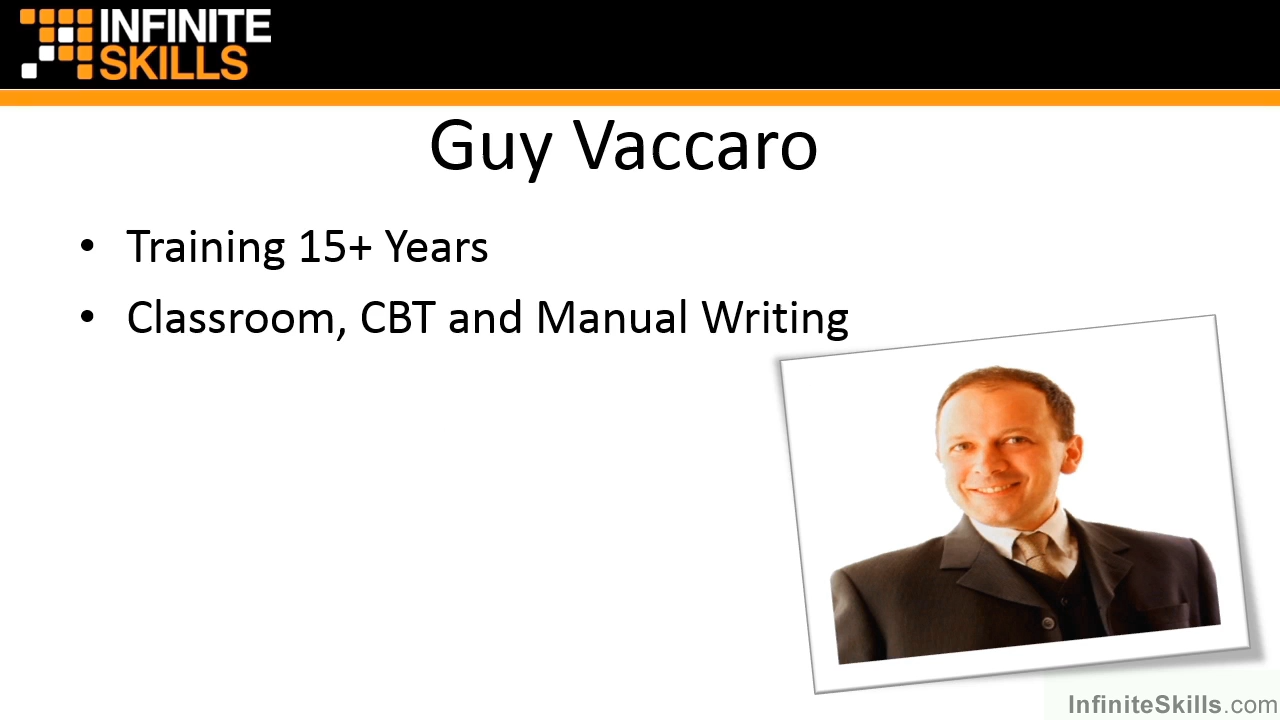 INFINITE
SKILLS
Guy Vaccaro
• Training 15+ Years
• Classroom, CBT and Manual Writing
InfiniteSkills.com